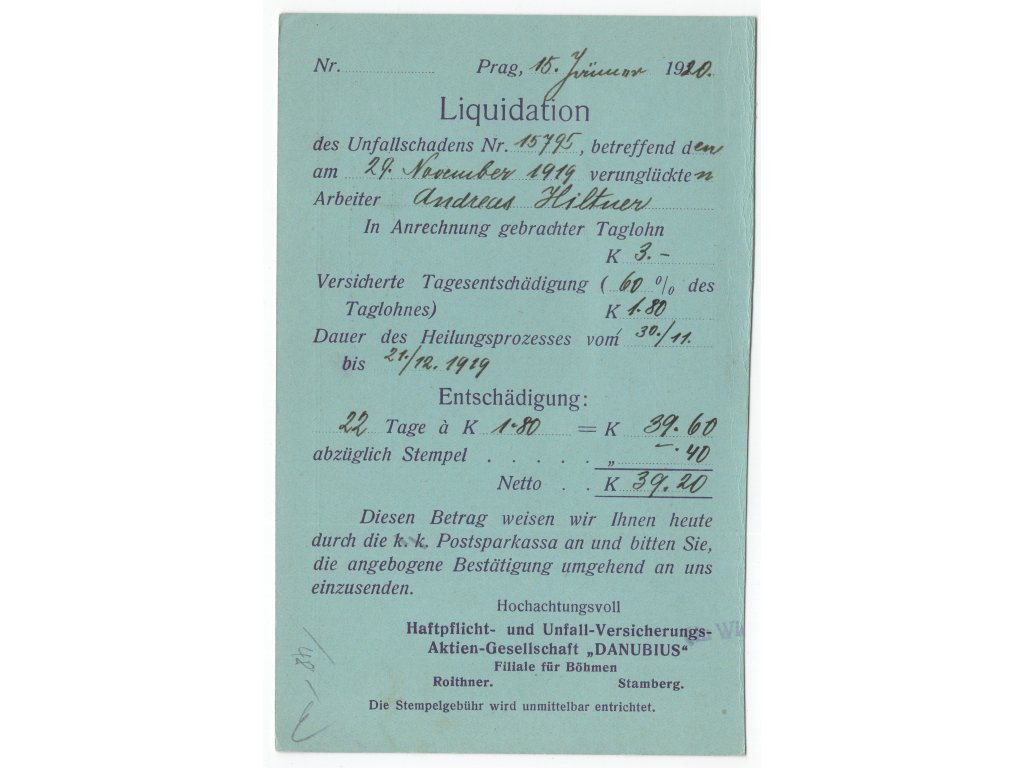 Nr. Prag, 15. Jänner 1920.
Liquidation
des Unfallschadens Nr. 15795, betreffend den
am 29. November 1919 verunglückten
Arbeiter Andreas Hiltner
In Anrechnung gebrachter Taglohn
K 3.-
Versicherte Tagesentschädigung ( 60 % des
Taglohnes) K 1·80
Dauer des Heilungsprozesses vom 30./11.
bis 21./12. 1919
Entschädigung:
22 Tage à K 1·80 = K 39.60
abzüglich Stempel . . . . . „ –.40
Netto . . K 39.20
Diesen Betrag weisen wir Ihnen heute
durch die k. k. Postsparkassa an und bitten Sie,
die angebogene Bestätigung umgehend an uns
einzusenden.
Hochachtungsvoll
Haftpflicht- und Unfall-Versicherungs-
Aktien-Gesellschaft „DANUBIUS"
Filiale für Böhmen
Roithner. Stamberg.
Die Stempelgebühr wird unmittelbar entrichtet.